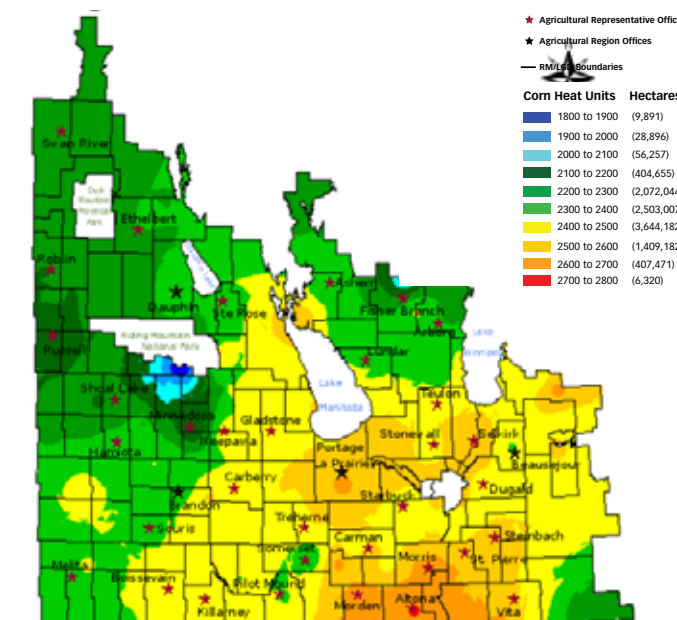 Agricultural Representative Offic
Agricultural Region Offices
RM/LGD Boundaries
Corn Heat Units Hectares
1800 to 1900 (9,891)
1900 to 2000 (28,896)
2000 to 2100 (56,257)
2100 to 2200 (404,655)
2200 to 2300 (2,072,044
2300 to 2400 (2,503,007
2400 to 2500 (3,644,182
2500 to 2600 (1,409,182
2600 to 2700 (407,471)
2700 to 2800 (6,320)
Swan River
Duck
Mountain
Provincial
Park
Ethelbert
Roblin
Dauphin
Ste Rose
Ashern
Fisher Branch
Arborg
Lake
Winnipeg
Riding Mountain
National Park
Russell
Lundar
Shoal Lake
Lake
Manitoba
Teulon
Minnedosa
Neepawa
Gladstone
Hamiota
Stonewall
Selkirk
Portage
la Prairie
Beausejour
Carberry
Brandon
Starbuck
Dugald
Souris
Treherne
Carman
Steinbach
Somerset
Morris
St. Pierre
Melita
Boissevain
Pilot Mound
Killarney
Morden
Altona
Vita